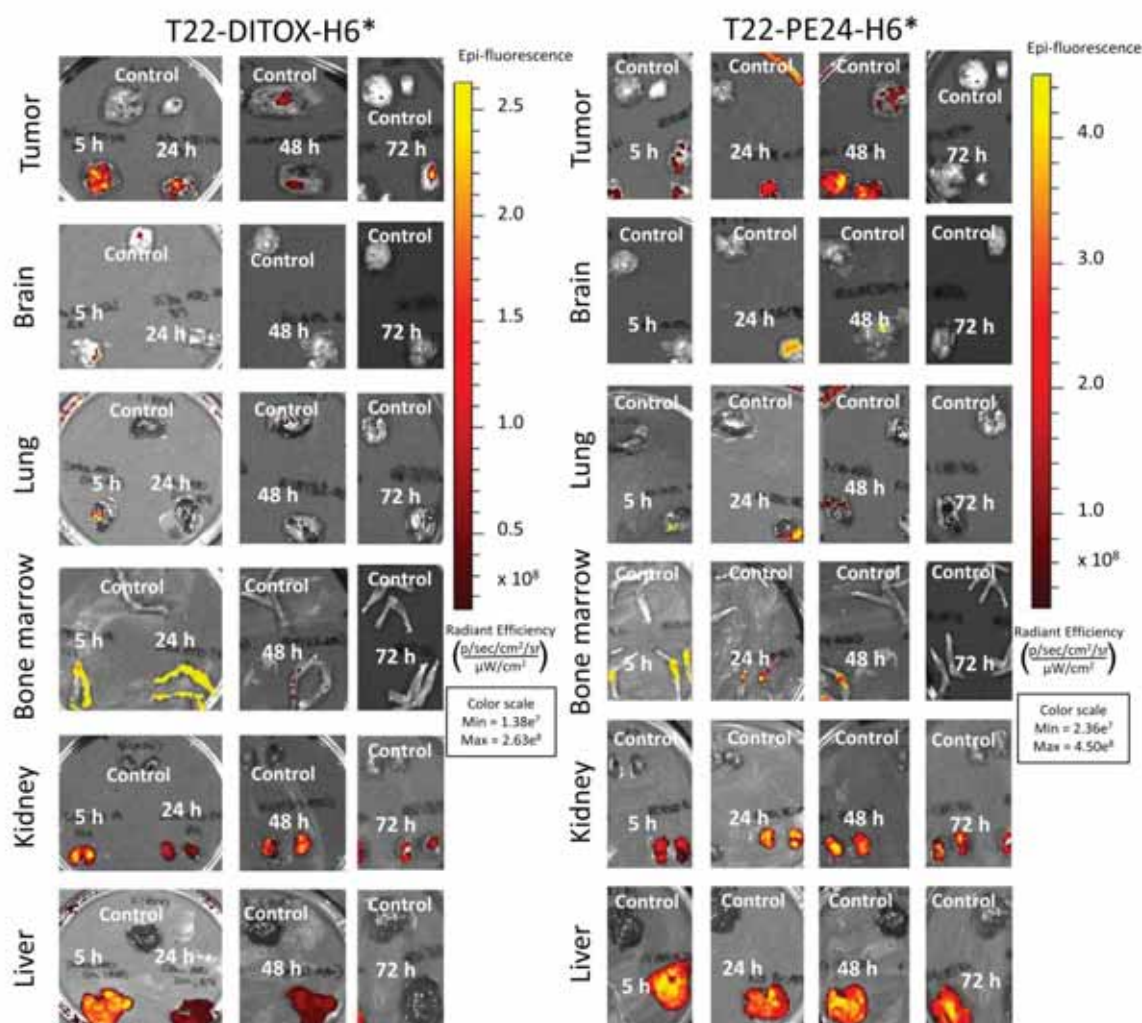 T22-DITOX-H6*
Epi-fluorescence
Tumor
Control
5 h
24 h
Control
48 h
Control
72 h
Brain
Control
5 h
24 h
Control
48 h
Control
72 h
Lung
Control
5 h
24 h
Control
48 h
Control
72 h
Bone marrow
Control
5 h
24 h
Control
48 h
Control
72 h
Kidney
Control
5 h
24 h
Control
48 h
Control
72 h
Liver
Control
5 h
24 h
Control
48 h
Control
72 h
2.5
2.0
1.5
1.0
0.5
x 10⁸
Radiant Efficiency
(p/sec/cm²/sr
µW/cm²)
Color scale
Min = 1.38e⁷
Max = 2.63e⁸
T22-PE24-H6*
Epi-fluorescence
Tumor
Control
5 h
Control
24 h
Control
48 h
Control
72 h
Brain
Control
5 h
Control
24 h
Control
48 h
Control
72 h
Lung
Control
5 h
Control
24 h
Control
48 h
Control
72 h
Bone marrow
Control
5 h
Control
24 h
Control
48 h
Control
72 h
Kidney
Control
5 h
Control
24 h
Control
48 h
Control
72 h
Liver
Control
5 h
Control
24 h
Control
48 h
Control
72 h
4.0
3.0
2.0
1.0
x 10⁸
Radiant Efficiency
(p/sec/cm²/sr
µW/cm²)
Color scale
Min = 2.36e⁷
Max = 4.50e⁸